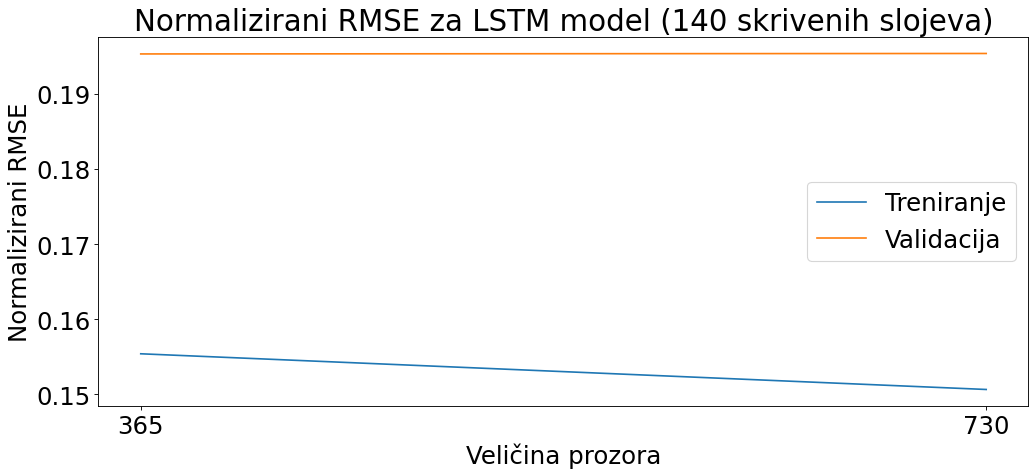 Normalizirani RMSE za LSTM model (140 skrivenih slojeva)
Normalizirani RMSE
0.19
0.18
0.17
0.16
0.15
Treniranje
Validacija
365
730
Veličina prozora